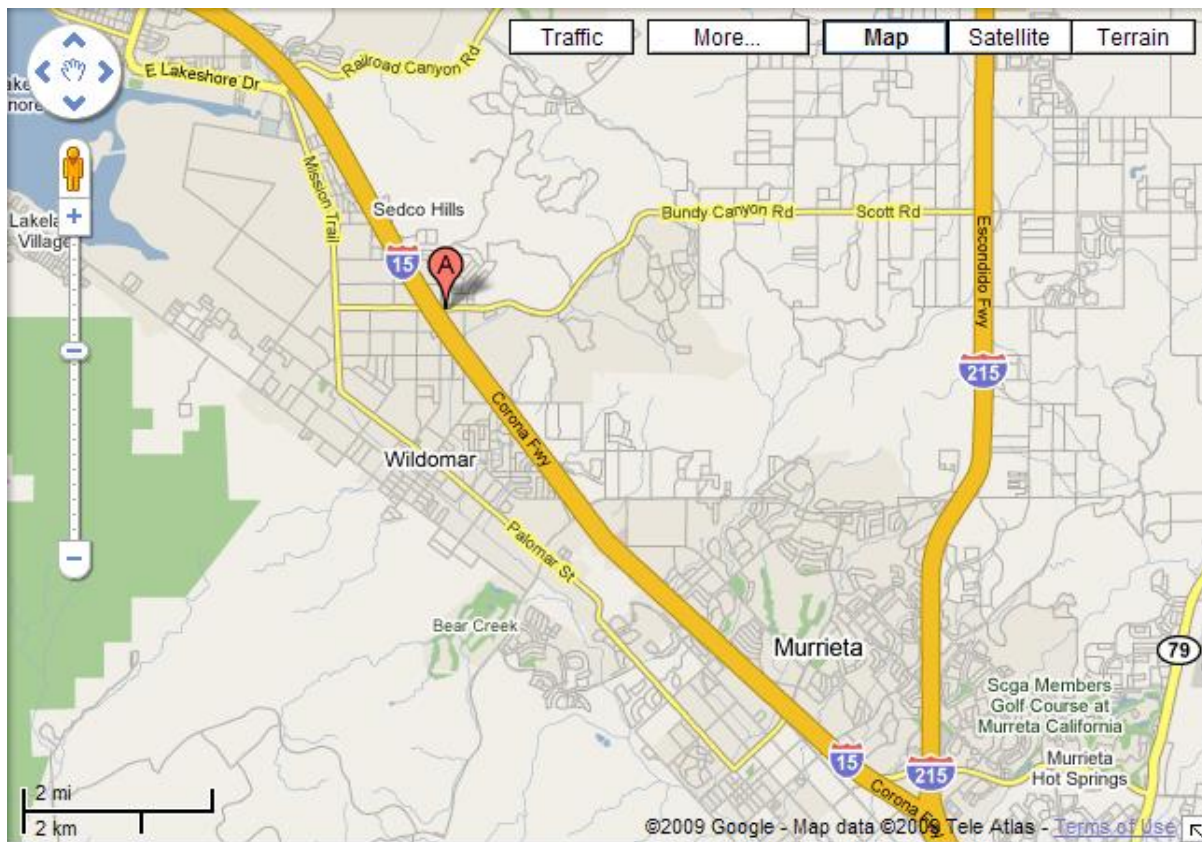 Traffic
More...
Map
Satellite
Terrain
E Lakeshore Dr
Railroad Canyon Rd
Mission Trail
Sedco Hills
Village
15
A
Bundy Canyon Rd
Scott Rd
Escondido Fwy
215
Corona Fwy
Wildomar
Palomar St
Bear Creek
Murrieta
79
Scga Members
Golf Course at
Murreta California
Murrieta
Hot Springs
15
215
Corona Fwy
2 mi
2 km
©2009 Google - Map data ©2009 Tele Atlas - Terms of Use